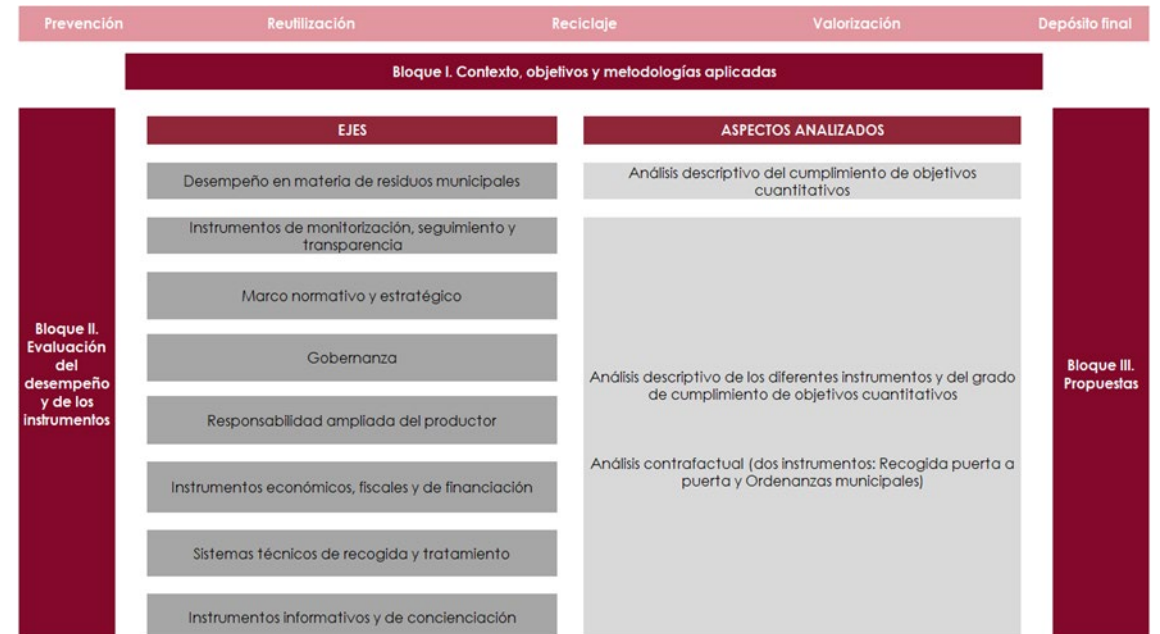 Prevención
Reutilización
Reciclaje
Valorización
Depósito final
Bloque I. Contexto, objetivos y metodologías aplicadas
Bloque II.
Evaluación
del
desempeño
y de los
instrumentos
EJES
Desempeño en materia de residuos municipales
Instrumentos de monitorización, seguimiento y
transparencia
Marco normativo y estratégico
Gobernanza
Responsabilidad ampliada del productor
Instrumentos económicos, fiscales y de financiación
Sistemas técnicos de recogida y tratamiento
Instrumentos informativos y de concienciación
ASPECTOS ANALIZADOS
Análisis descriptivo del cumplimiento de objetivos
cuantitativos
Análisis descriptivo de los diferentes instrumentos y del grado
de cumplimiento de objetivos cuantitativos
Análisis contrafactual (dos instrumentos: Recogida puerta a
puerta y Ordenanzas municipales)
Bloque III.
Propuestas